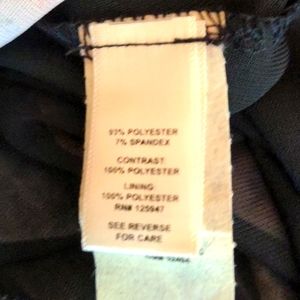 93% POLYESTER
7% SPANDEX
CONTRAST
100% POLYESTER
LINING:
100% POLYESTER
RN# 125947
SEE REVERSE
FOR CARE